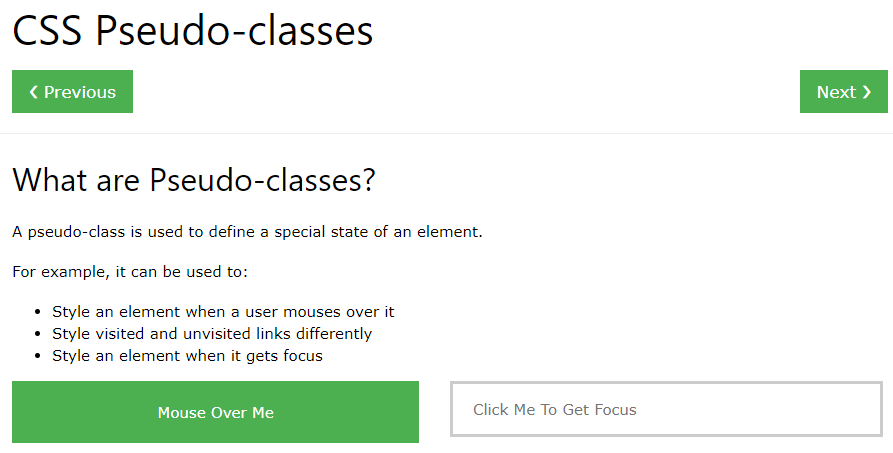 CSS Pseudo-classes
❮ Previous
Next ❯
What are Pseudo-classes?
A pseudo-class is used to define a special state of an element.
For example, it can be used to:
• Style an element when a user mouses over it
• Style visited and unvisited links differently
• Style an element when it gets focus
Mouse Over Me
Click Me To Get Focus